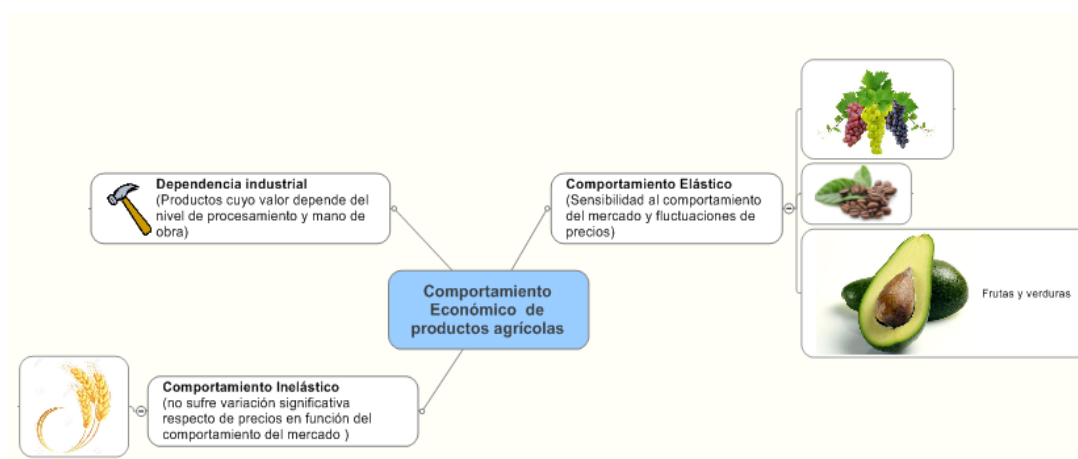 Dependencia industrial
(Productos cuyo valor depende del
nivel de procesamiento y mano de
obra)
Comportamiento Elástico
(Sensibilidad al comportamiento
del mercado y fluctuaciones de
precios)
Frutas y verduras
Comportamiento
Económico de
productos agrícolas
Comportamiento Inelástico
(no sufre variación significativa
respecto de precios en función del
comportamiento del mercado )